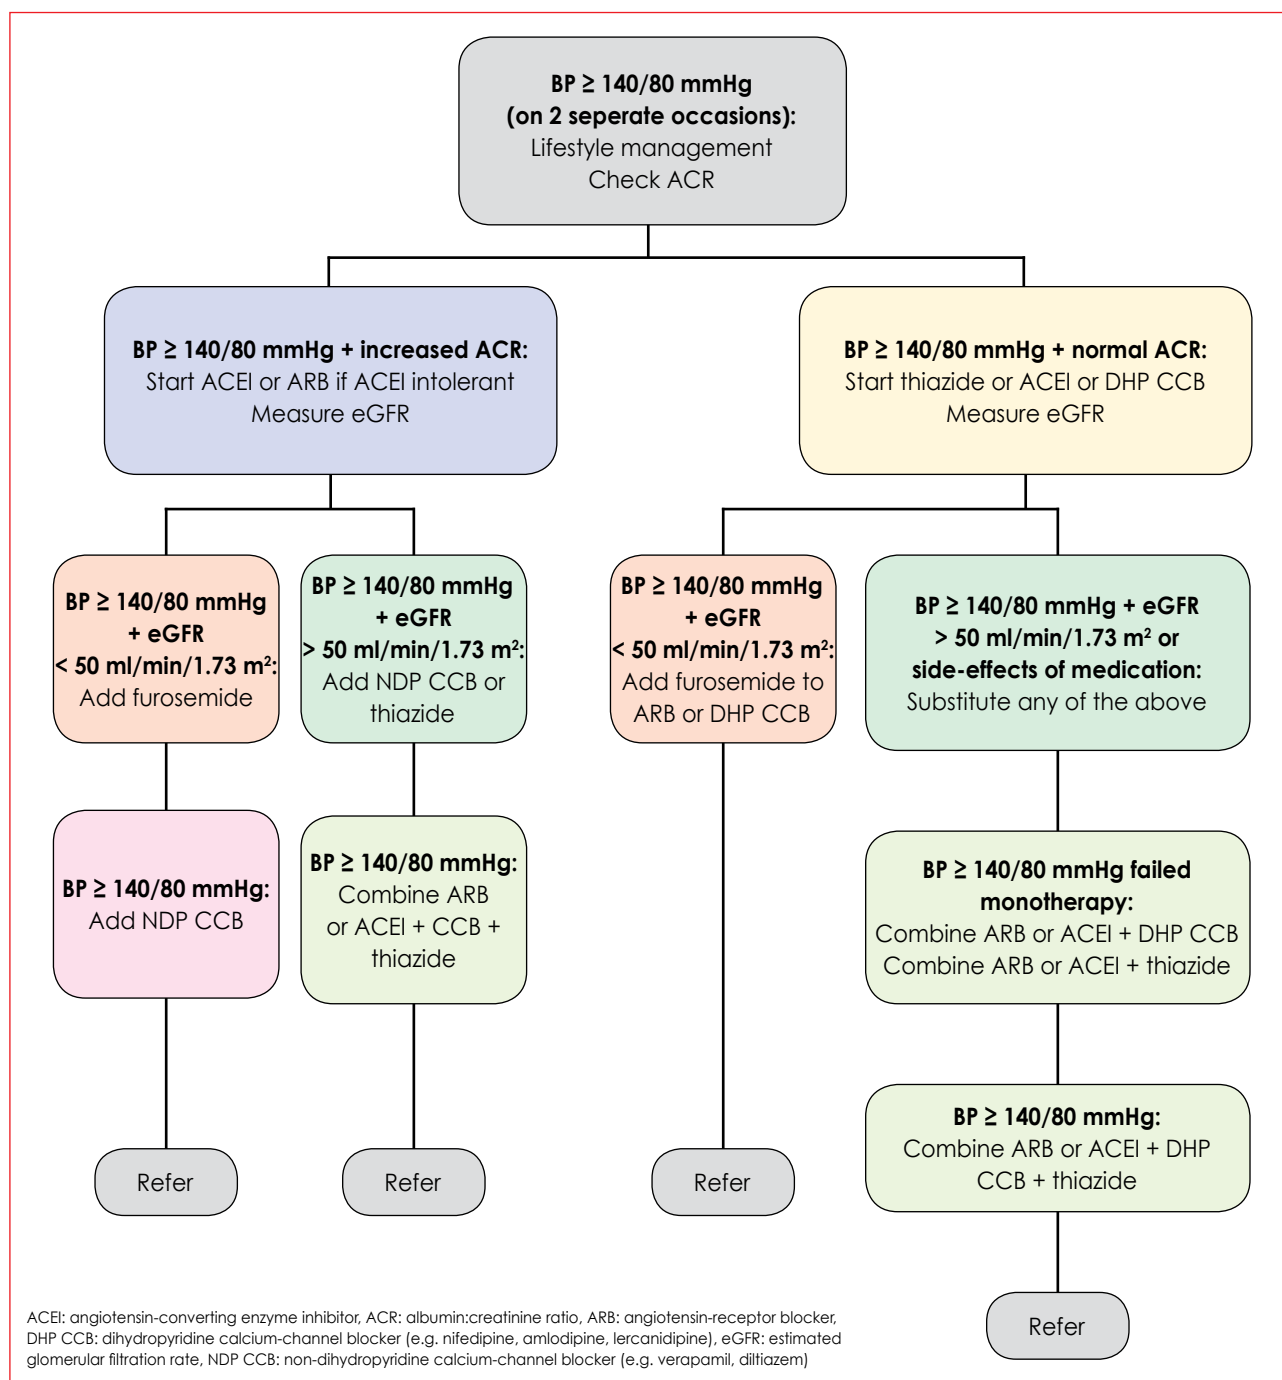 BP ≥ 140/80 mmHg
(on 2 seperate occasions):
Lifestyle management
Check ACR
BP ≥ 140/80 mmHg + increased ACR:
Start ACEI or ARB if ACEI intolerant
Measure eGFR
BP ≥ 140/80 mmHg + normal ACR:
Start thiazide or ACEI or DHP CCB
Measure eGFR
BP ≥ 140/80 mmHg
+ eGFR
< 50 ml/min/1.73 m²:
Add furosemide
BP ≥ 140/80 mmHg
+ eGFR
> 50 ml/min/1.73 m²:
Add NDP CCB or
thiazide
BP ≥ 140/80 mmHg
+ eGFR
< 50 ml/min/1.73 m²:
Add furosemide to
ARB or DHP CCB
BP ≥ 140/80 mmHg + eGFR
> 50 ml/min/1.73 m² or
side-effects of medication:
Substitute any of the above
BP ≥ 140/80 mmHg:
Add NDP CCB
BP ≥ 140/80 mmHg:
Combine ARB
or ACEI + CCB +
thiazide
BP ≥ 140/80 mmHg failed
monotherapy:
Combine ARB or ACEI + DHP CCB
Combine ARB or ACEI + thiazide
BP ≥ 140/80 mmHg:
Combine ARB or ACEI + DHP
CCB + thiazide
Refer
Refer
Refer
Refer
ACEI: angiotensin-converting enzyme inhibitor, ACR: albumin:creatinine ratio, ARB: angiotensin-receptor blocker,
DHP CCB: dihydropyridine calcium-channel blocker (e.g. nifedipine, amlodipine, lercanidipine), eGFR: estimated
glomerular filtration rate, NDP CCB: non-dihydropyridine calcium-channel blocker (e.g. verapamil, diltiazem)